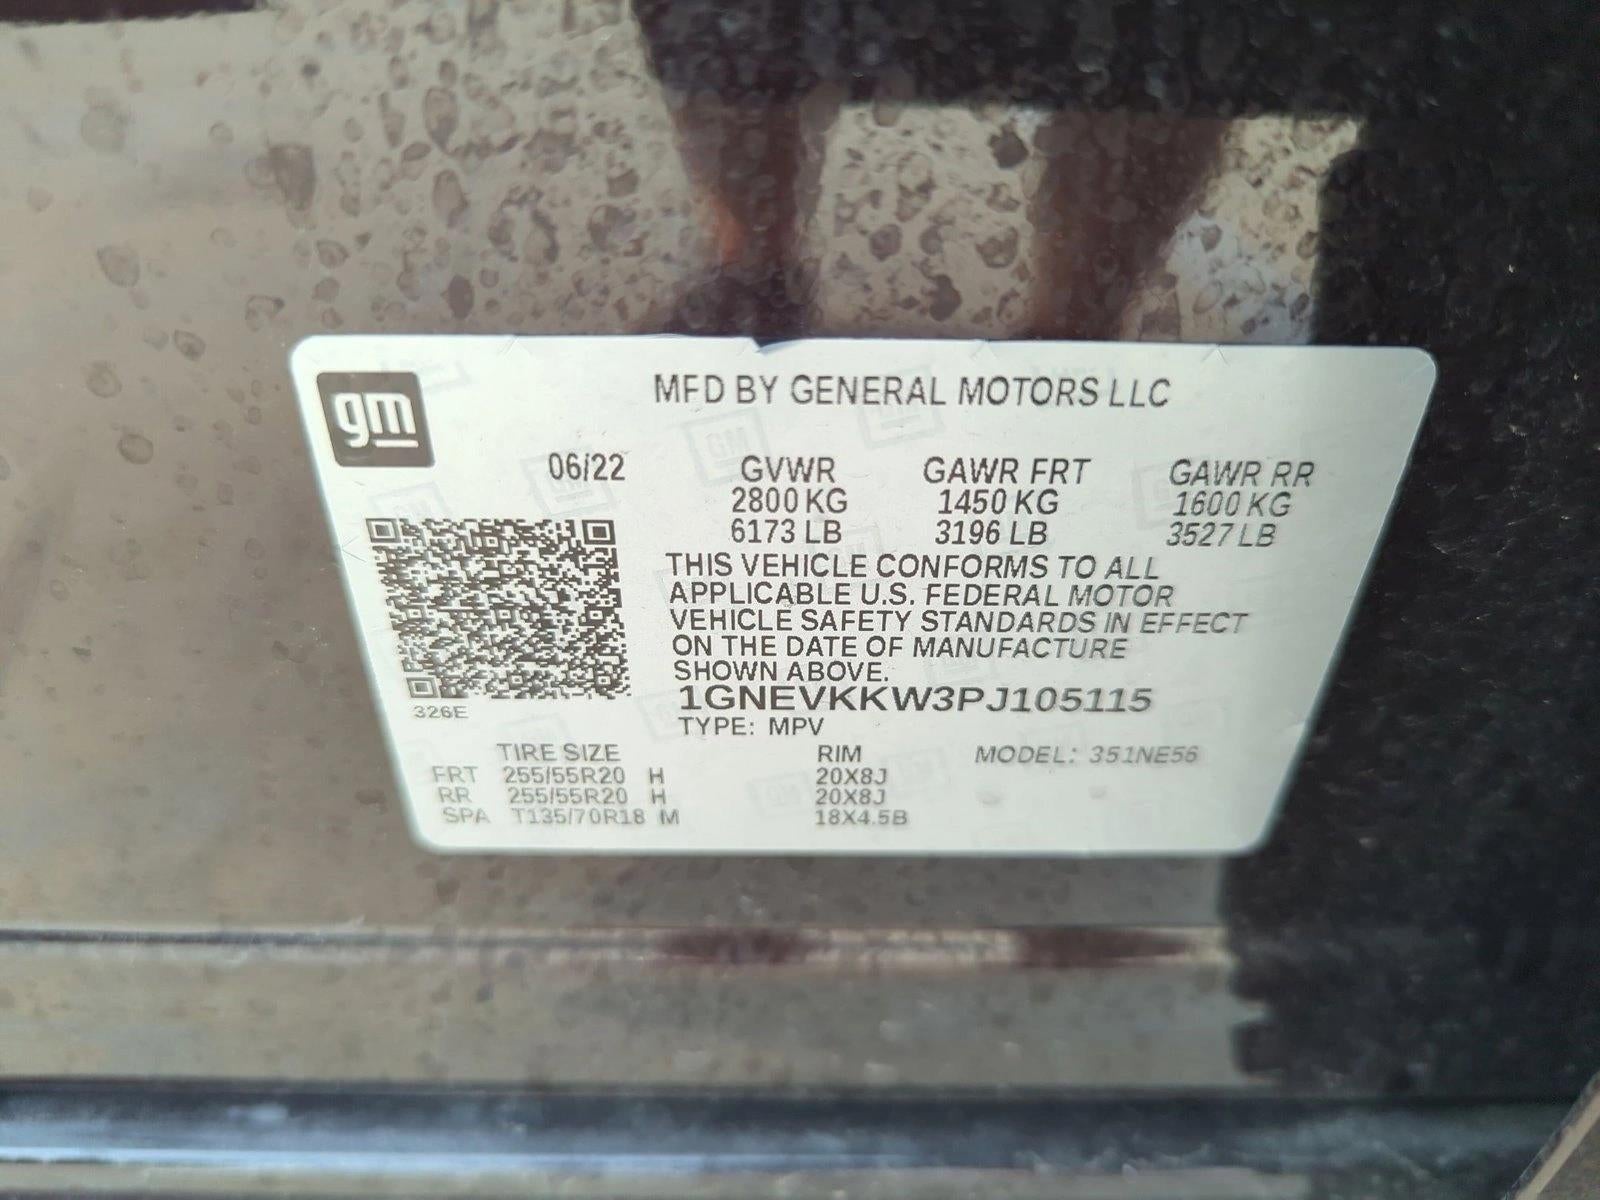 gm
MFD BY GENERAL MOTORS LLC
06/22 GVWR GAWR FRT GAWR RR
2800 KG 1450 KG 1600 KG
6173 LB 3196 LB 3527 LB
THIS VEHICLE CONFORMS TO ALL
APPLICABLE U.S. FEDERAL MOTOR
VEHICLE SAFETY STANDARDS IN EFFECT
ON THE DATE OF MANUFACTURE
SHOWN ABOVE.
326E
1GNEVKKW3PJ105115
TYPE: MPV
TIRE SIZE RIM MODEL: 351NE56
FRT 255/55R20 H 20X8J
RR 255/55R20 H 20X8J
SPA T135/70R18 M 18X4.5B